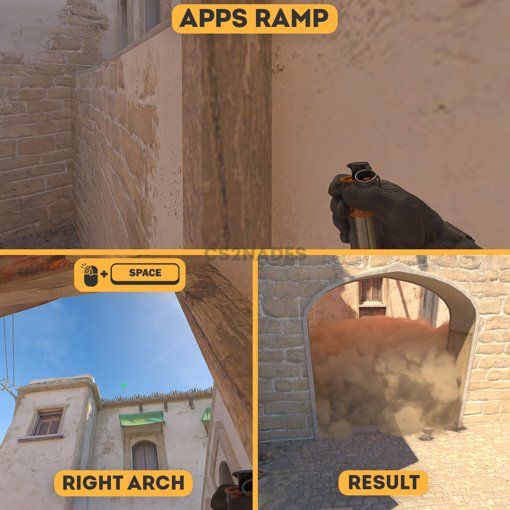 APPS RAMP
CS2NADES
+ SPACE
RIGHT ARCH
RESULT